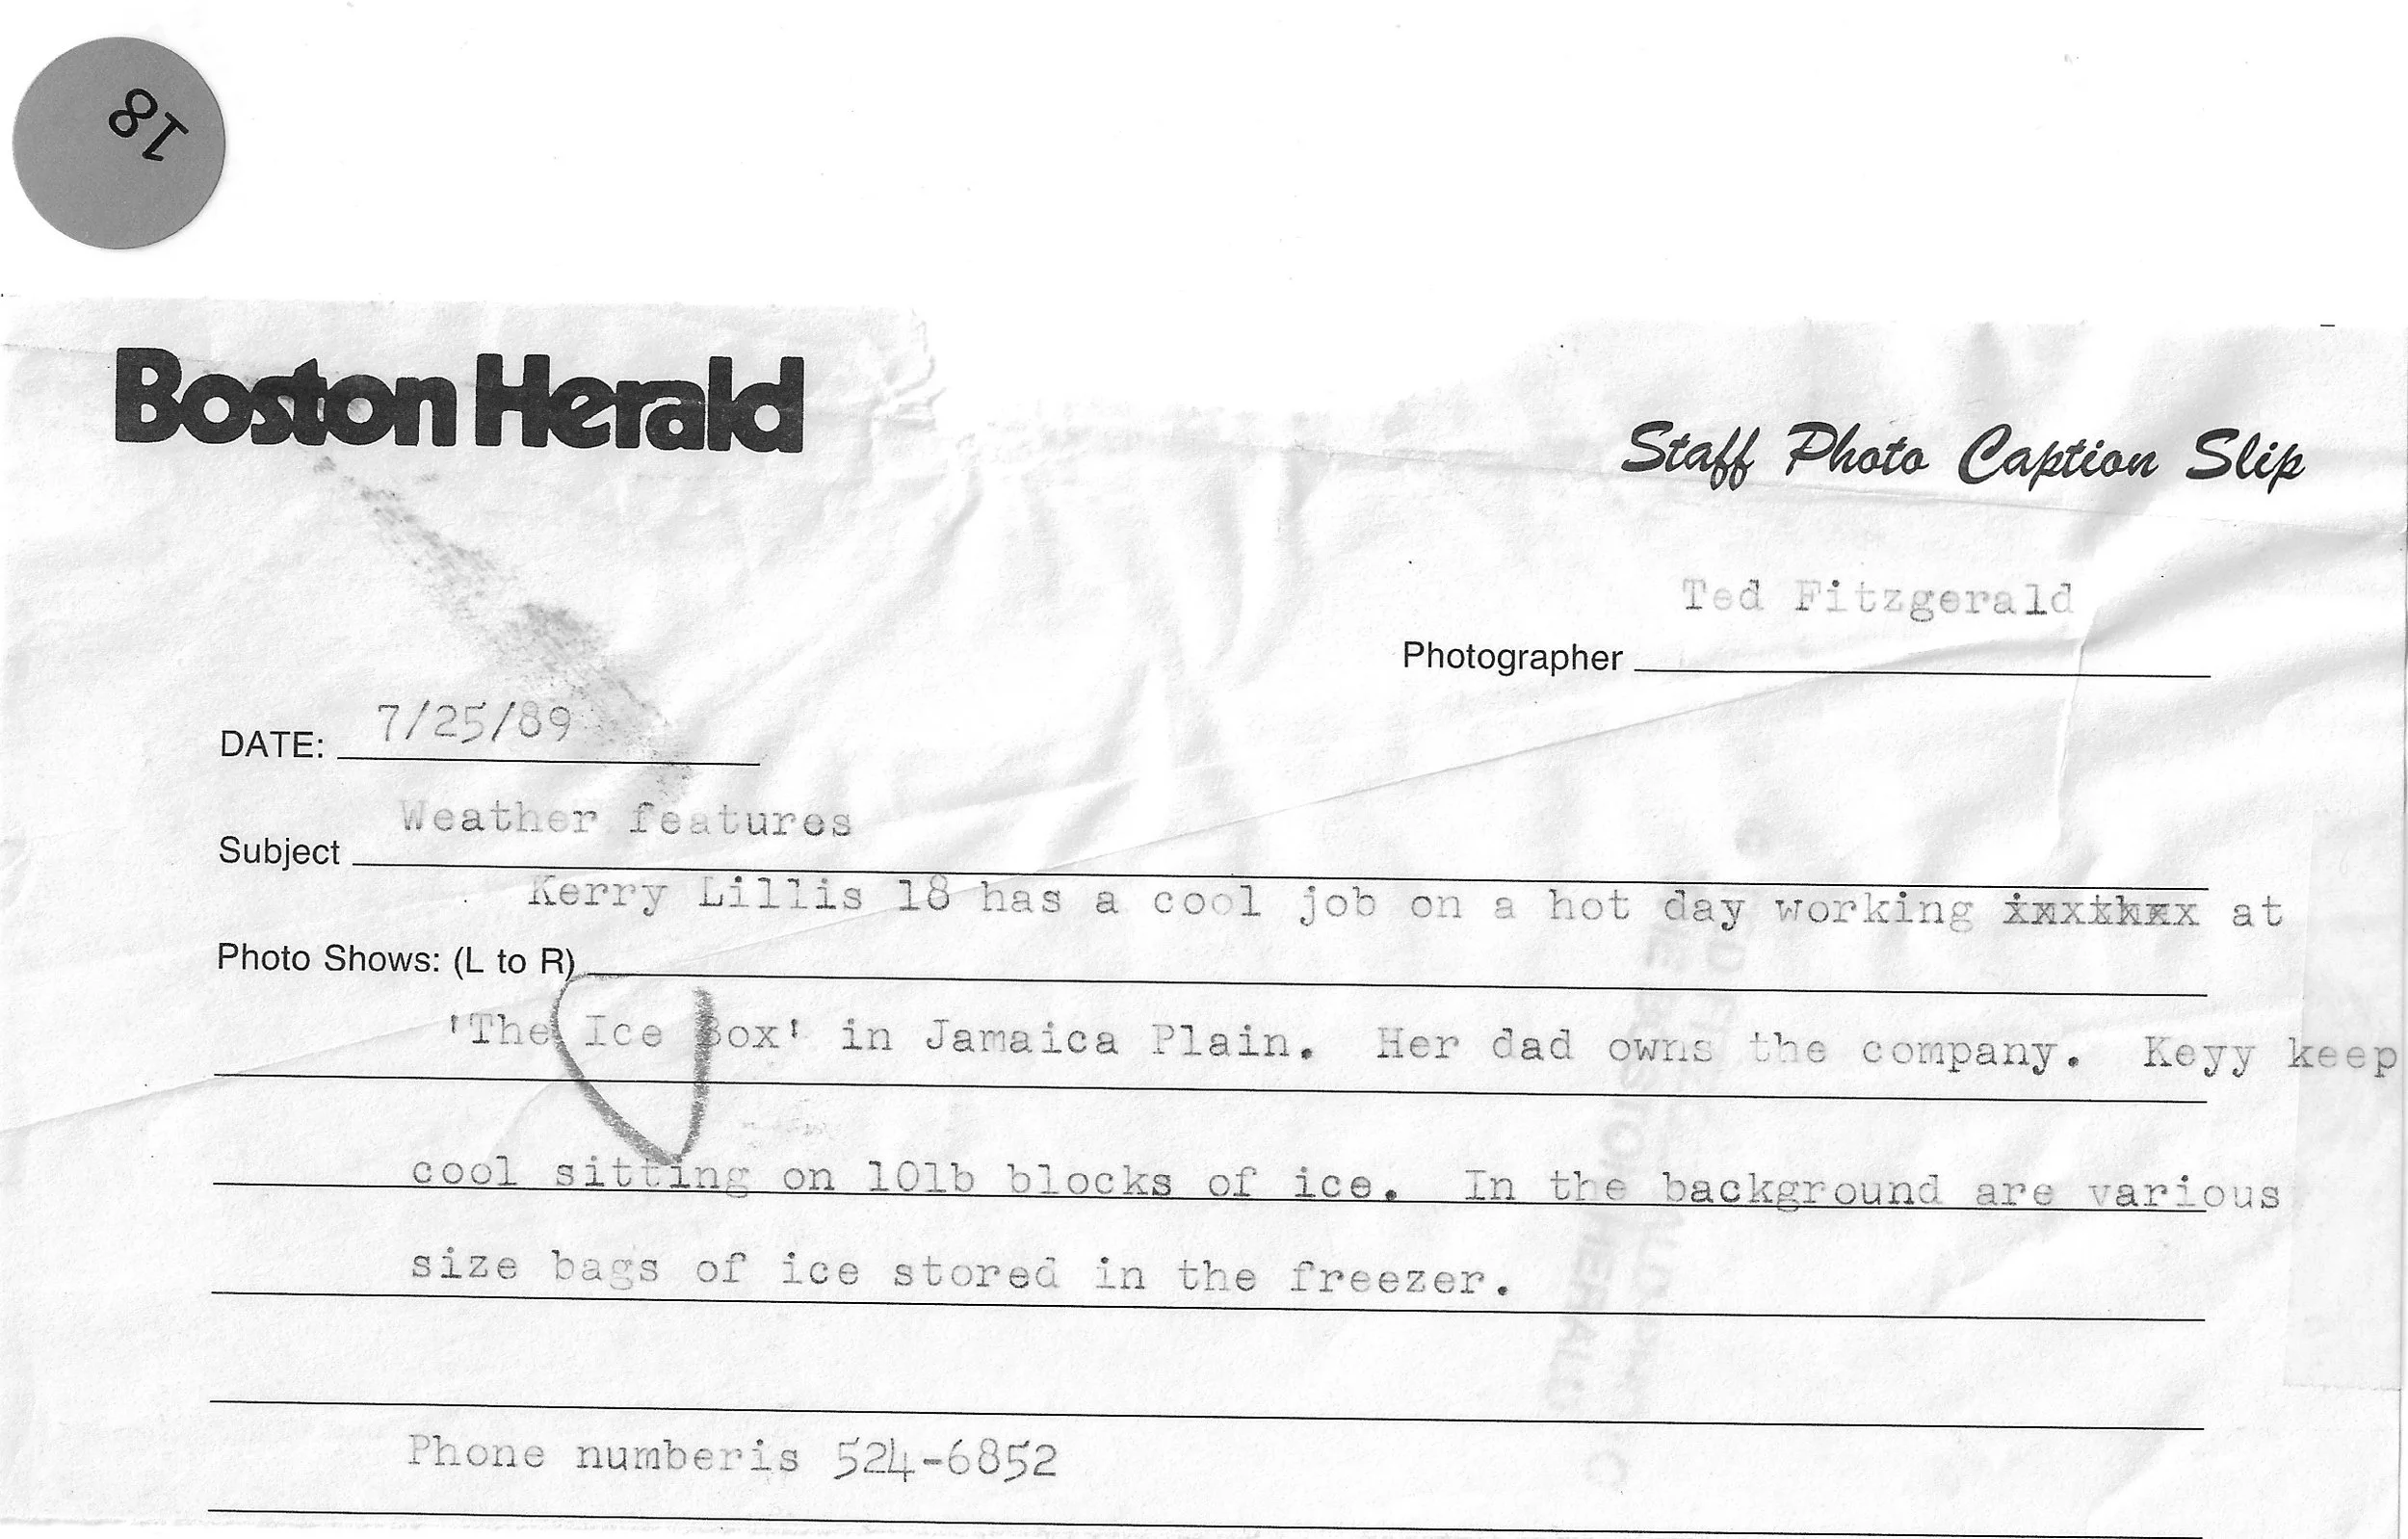 18
Boston Herald
Staff Photo Caption Slip
Ted Fitzgerald
Photographer
DATE: 7/25/89
Subject Weather features
Kerry Lillis 18 has a cool job on a hot day working inxthex at
Photo Shows: (L to R)
'The Ice Box' in Jamaica Plain. Her dad owns the company. Keyy keep
cool sitting on 10lb blocks of ice. In the background are various
size bags of ice stored in the freezer.
Phone numberis 524-6852